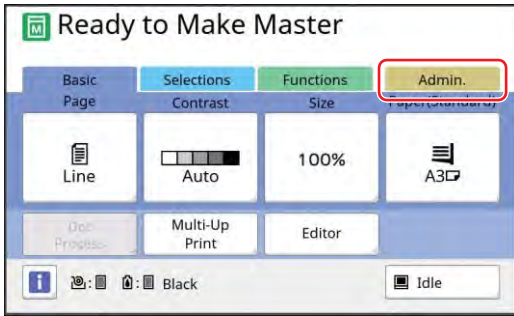 Ready to Make Master
Basic Selections Functions Admin.
Page Contrast Size Paper(Standard)
Line Auto 100% A3
Dot Process Multi-Up Print Editor
i : : Black Idle